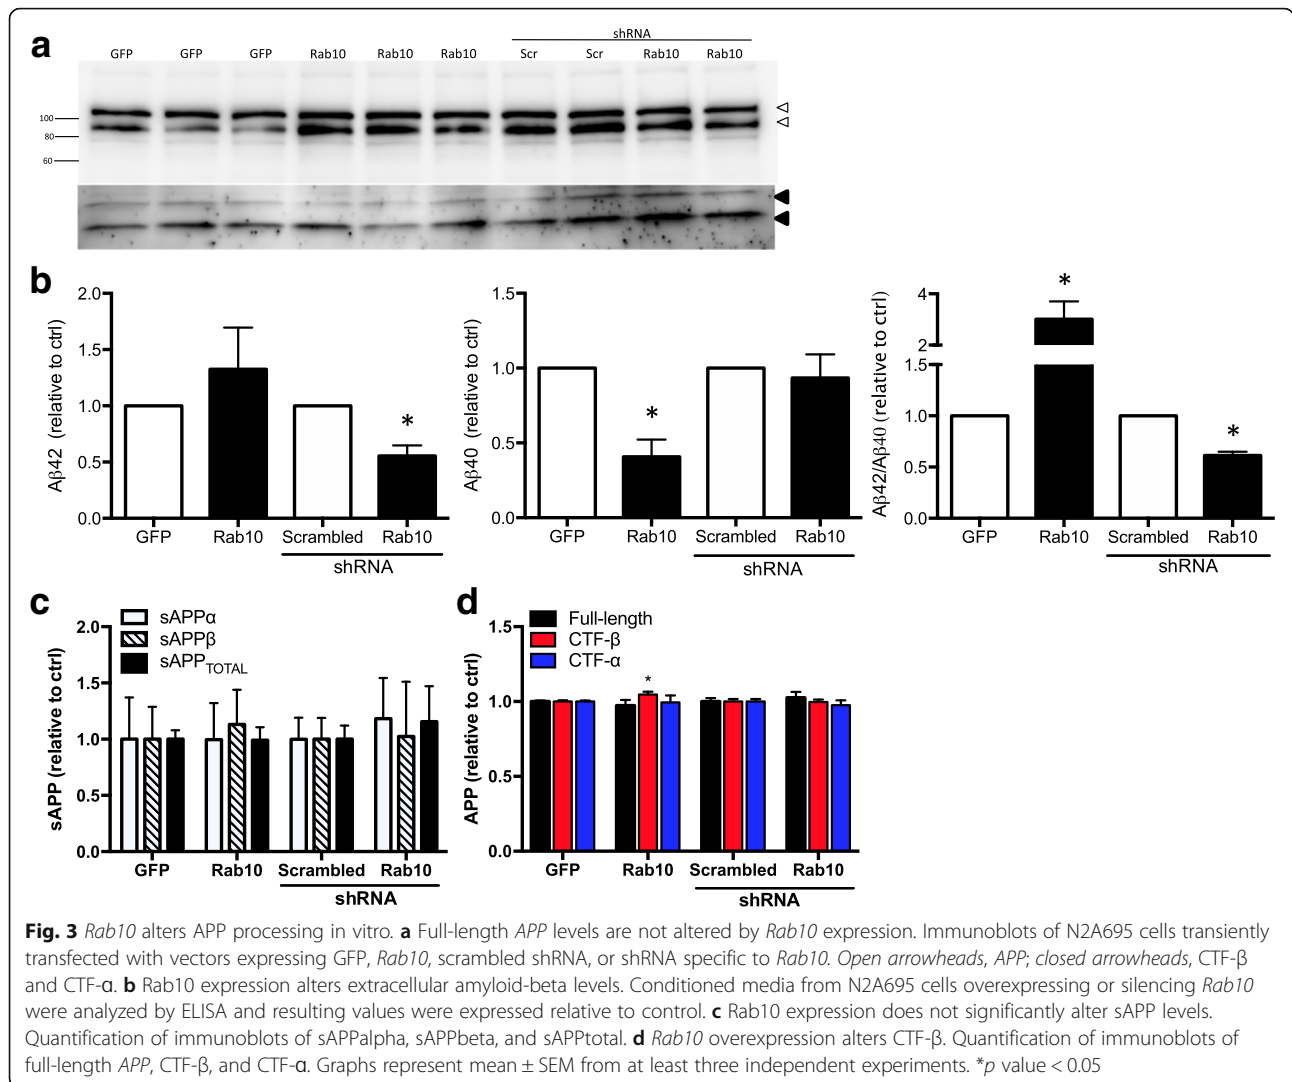 a
shRNA
GFP GFP GFP Rab10 Rab10 Rab10 Scr Scr Rab10 Rab10
100
80
60
b
Aβ42 (relative to ctrl)
2.0
1.5
1.0
0.5
0.0
*
GFP Rab10 Scrambled Rab10
shRNA
Aβ40 (relative to ctrl)
1.5
1.0
0.5
0.0
*
GFP Rab10 Scrambled Rab10
shRNA
Aβ42/Aβ40 (relative to ctrl)
4
2
1.5
1.0
0.5
0.0
*
*
GFP Rab10 Scrambled Rab10
shRNA
c
sAPPα
sAPPβ
sAPPTOTAL
sAPP (relative to ctrl)
2.0
1.5
1.0
0.5
0.0
GFP Rab10 Scrambled Rab10
shRNA
d
Full-length
CTF-β
CTF-α
APP (relative to ctrl)
1.5
1.0
0.5
0.0
*
GFP Rab10 Scrambled Rab10
shRNA
Fig. 3 Rab10 alters APP processing in vitro. a Full-length APP levels are not altered by Rab10 expression. Immunoblots of N2A695 cells transiently
transfected with vectors expressing GFP, Rab10, scrambled shRNA, or shRNA specific to Rab10. Open arrowheads, APP; closed arrowheads, CTF-β
and CTF-α. b Rab10 expression alters extracellular amyloid-beta levels. Conditioned media from N2A695 cells overexpressing or silencing Rab10
were analyzed by ELISA and resulting values were expressed relative to control. c Rab10 expression does not significantly alter sAPP levels.
Quantification of immunoblots of sAPPalpha, sAPPbeta, and sAPPtotal. d Rab10 overexpression alters CTF-β. Quantification of immunoblots of
full-length APP, CTF-β, and CTF-α. Graphs represent mean ± SEM from at least three independent experiments. *p value < 0.05